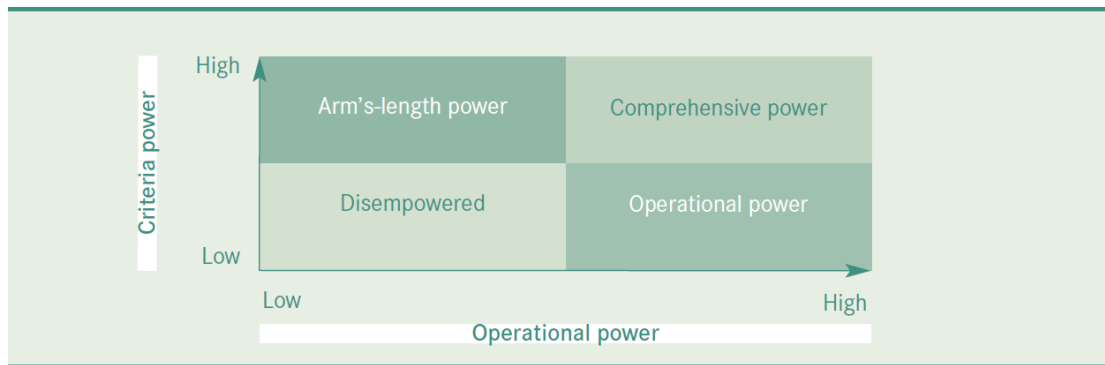 Criteria power
High
Arm's-length power
Comprehensive power
Disempowered
Operational power
Low
Low
High
Operational power